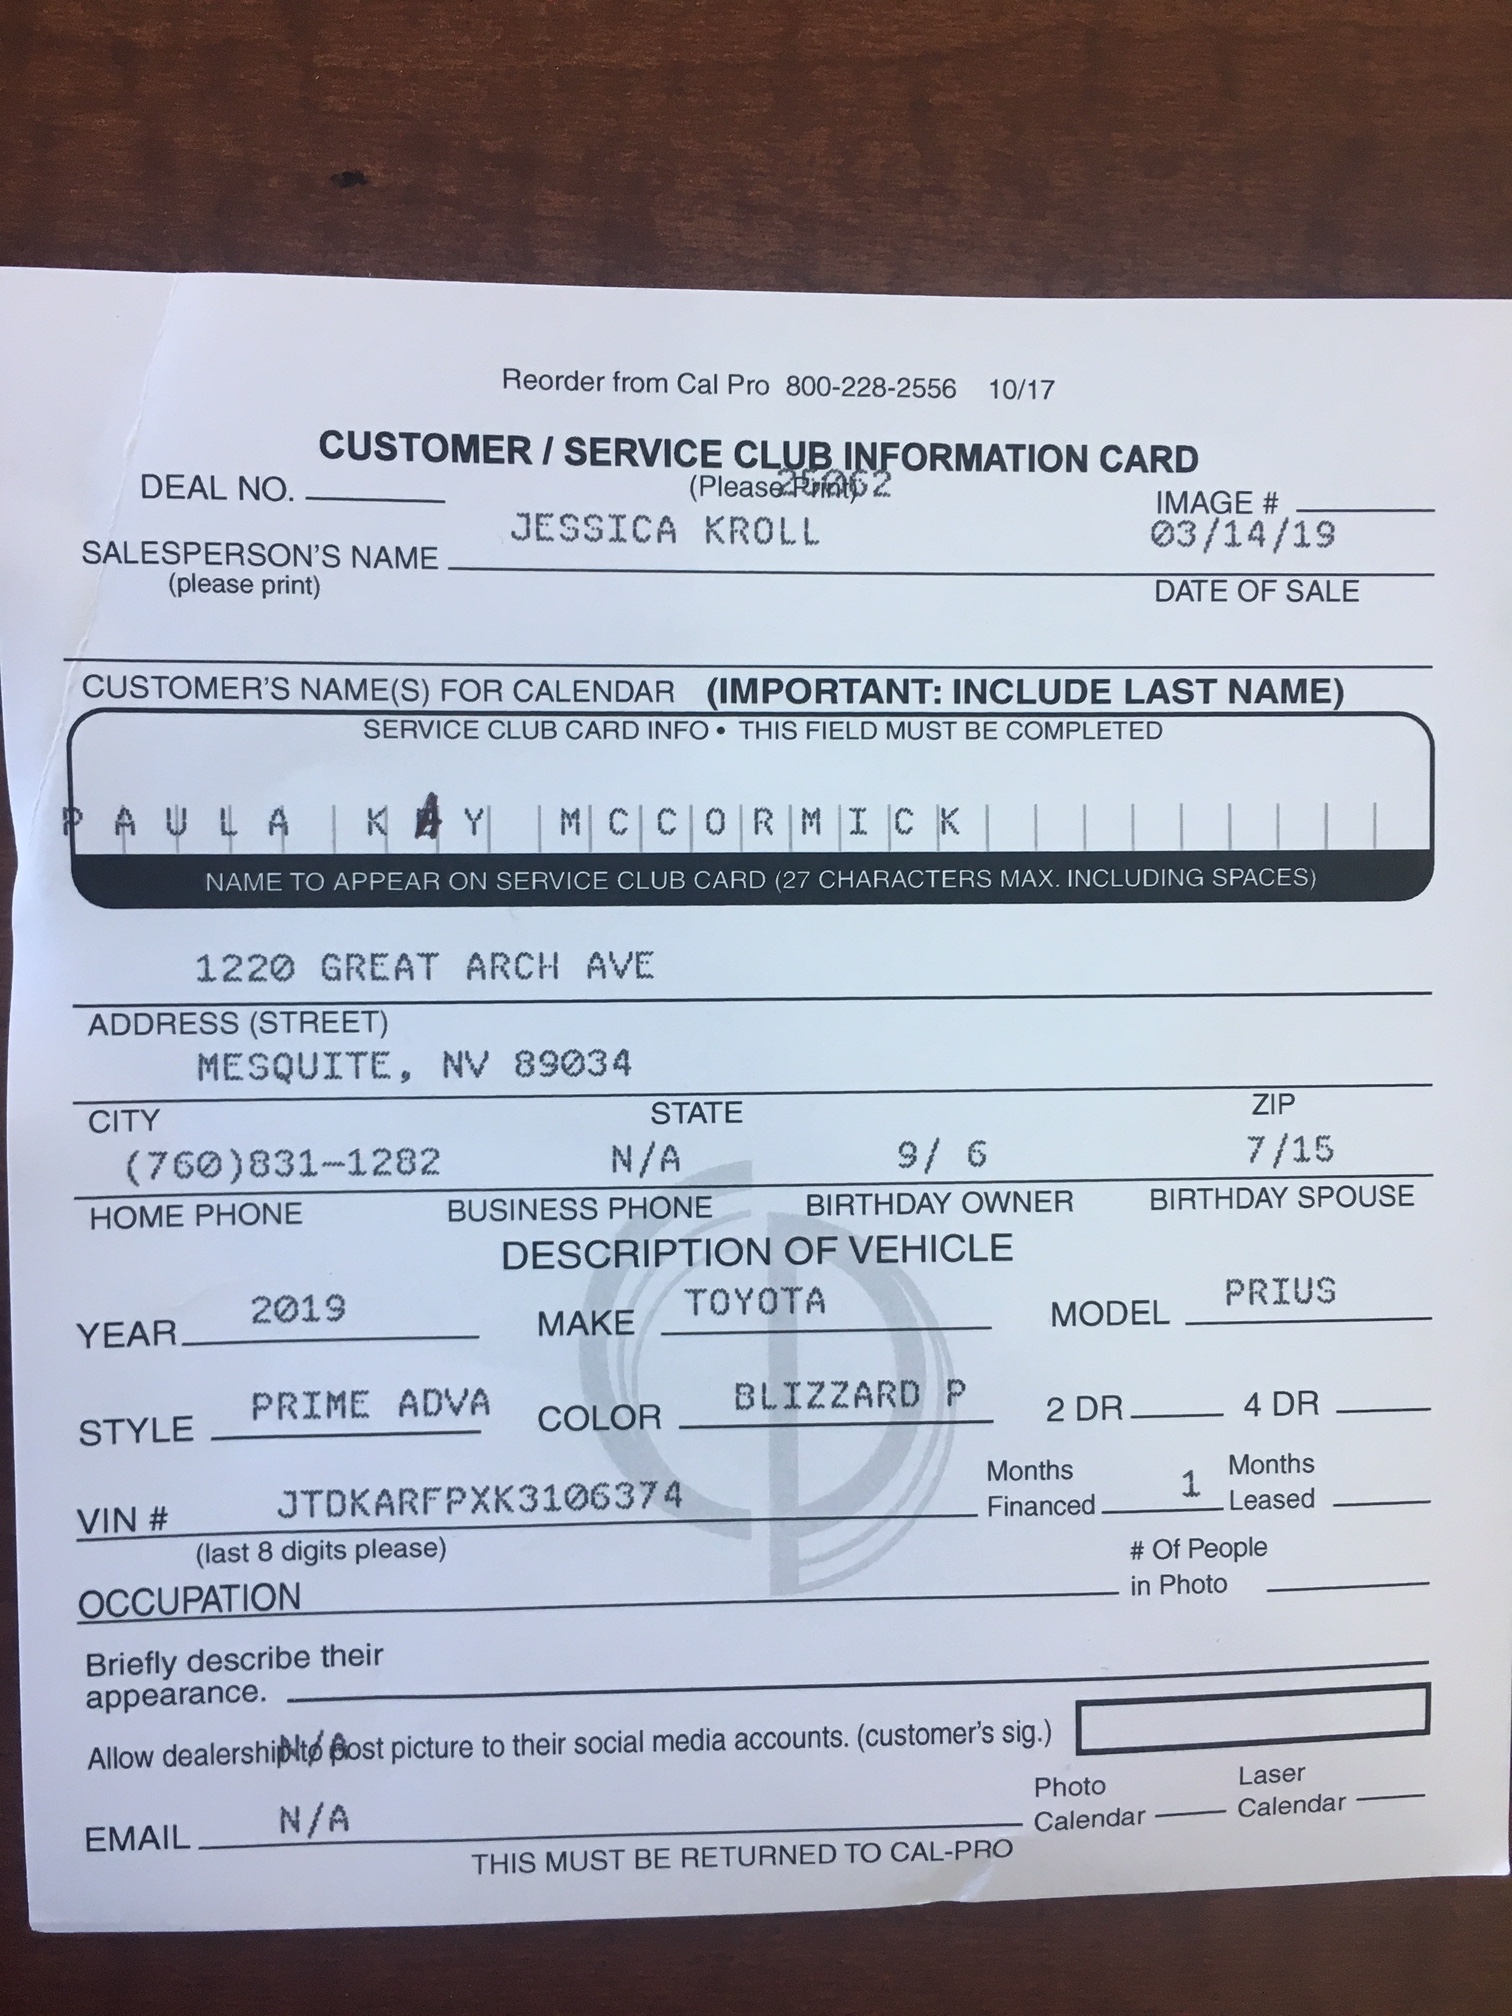 Reorder from Cal Pro 800-228-2556 10/17
CUSTOMER / SERVICE CLUB INFORMATION CARD
(Please Print)
DEAL NO. IMAGE #
JESSICA KROLL 03/14/19
SALESPERSON'S NAME
(please print) DATE OF SALE
CUSTOMER'S NAME(S) FOR CALENDAR (IMPORTANT: INCLUDE LAST NAME)
SERVICE CLUB CARD INFO • THIS FIELD MUST BE COMPLETED
PAULA KAY MCCORMICK
NAME TO APPEAR ON SERVICE CLUB CARD (27 CHARACTERS MAX. INCLUDING SPACES)
1220 GREAT ARCH AVE
ADDRESS (STREET)
MESQUITE, NV 89034
CITY STATE ZIP
(760)831-1282 N/A 9/ 6 7/15
HOME PHONE BUSINESS PHONE BIRTHDAY OWNER BIRTHDAY SPOUSE
DESCRIPTION OF VEHICLE
YEAR 2019 MAKE TOYOTA MODEL PRIUS
STYLE PRIME ADVA COLOR BLIZZARD P 2 DR 4 DR
Months Months
VIN # JTDKARFPXK3106374 Financed 1 Leased
(last 8 digits please) # Of People
OCCUPATION in Photo
Briefly describe their
appearance.
N/A
Allow dealership to post picture to their social media accounts. (customer's sig.)
Photo Laser
EMAIL N/A Calendar Calendar
THIS MUST BE RETURNED TO CAL-PRO